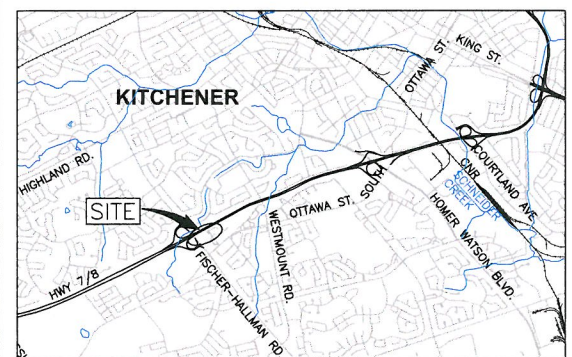 OTTAWA ST.
KING ST.
KITCHENER
HIGHLAND RD.
COURTLAND AVE.
CNR
SCHNEIDER
CREEK
SITE
OTTAWA ST. SOUTH
WESTMOUNT RD.
HOMER WATSON BLVD.
FISCHER-HALLMAN RD
HWY 7/8